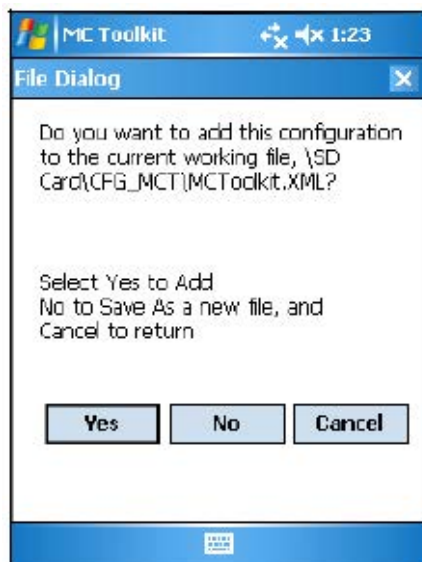 MC Toolkit 1:23
File Dialog
Do you want to add this configuration
to the current working file, \SD
Card\CFG_MCT\MCToolkit.XML?
Select Yes to Add
No to Save As a new file, and
Cancel to return
Yes No Cancel